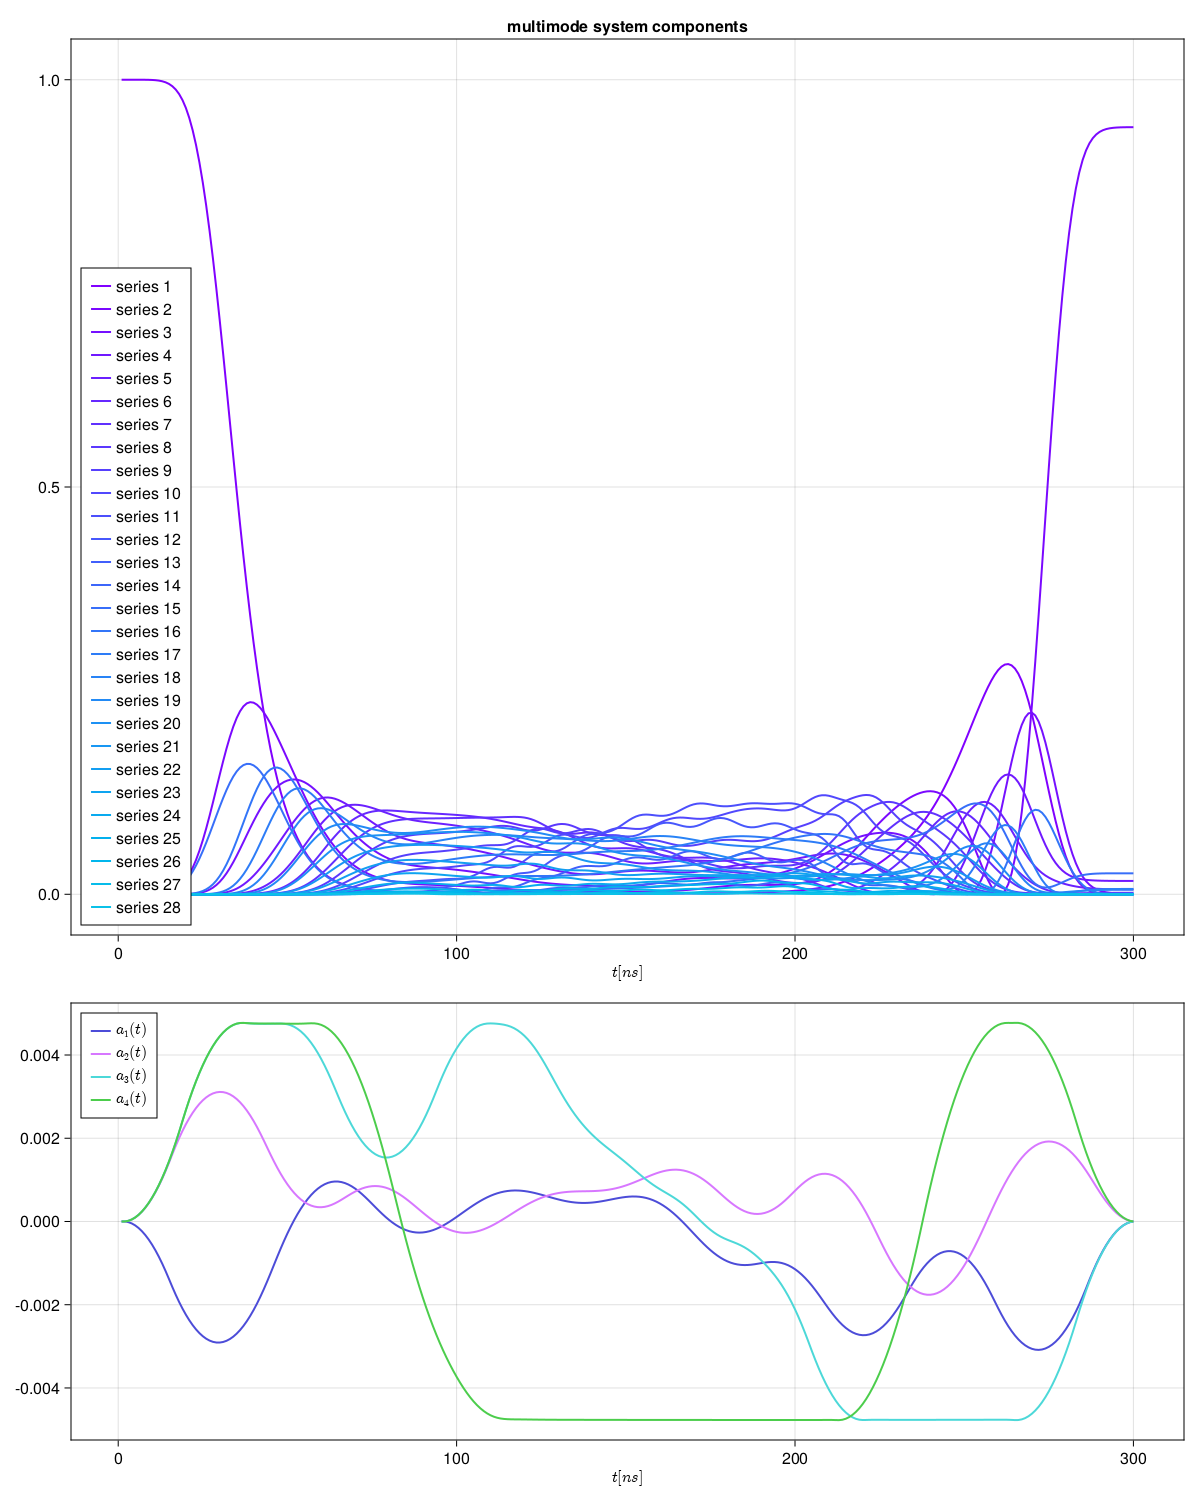 multimode system components
1.0
0.5
0.0
series 1
series 2
series 3
series 4
series 5
series 6
series 7
series 8
series 9
series 10
series 11
series 12
series 13
series 14
series 15
series 16
series 17
series 18
series 19
series 20
series 21
series 22
series 23
series 24
series 25
series 26
series 27
series 28
0 100 200 300
t[ns]
0.004
0.002
0.000
-0.002
-0.004
a₁(t)
a₂(t)
a₃(t)
a₄(t)
0 100 200 300
t[ns]